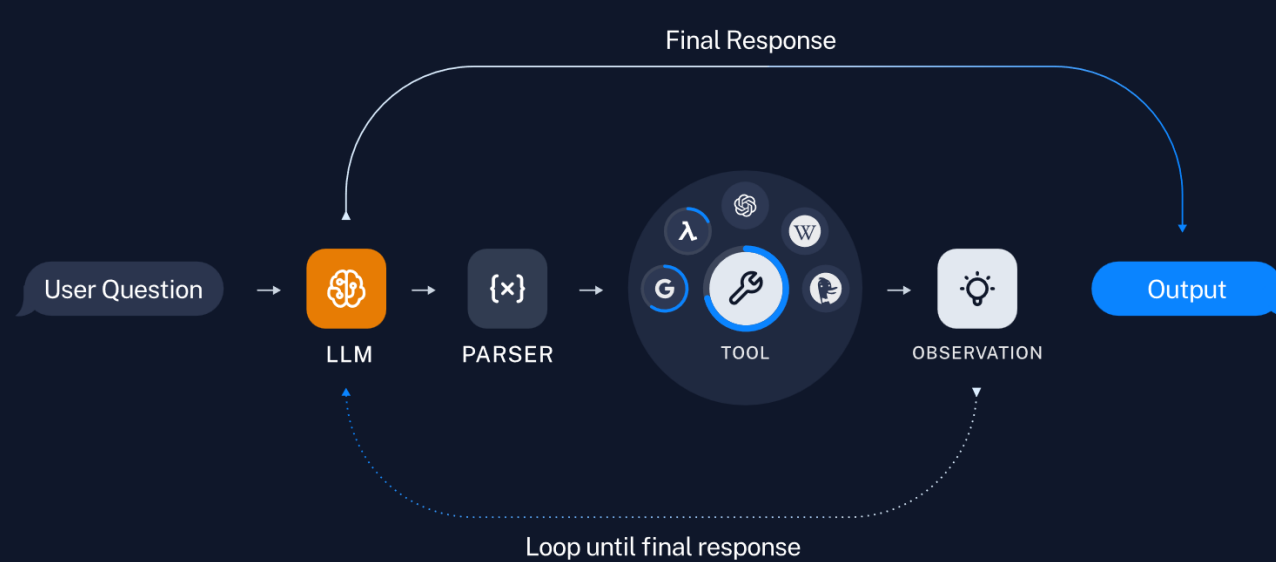 Final Response
User Question
{x}
λ
G
W
Output
LLM
PARSER
TOOL
OBSERVATION
Loop until final response